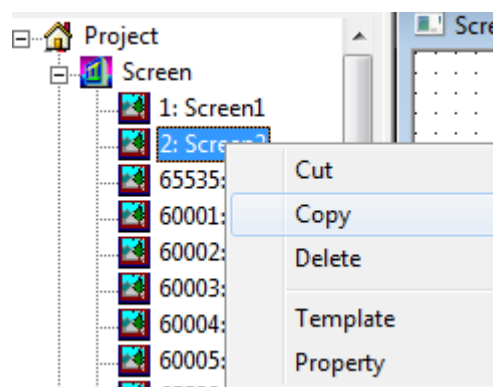 Project
Screen
1: Screen1
2: Screen2
65535:
60001:
60002:
60003:
60004:
60005:
Cut
Copy
Delete
Template
Property